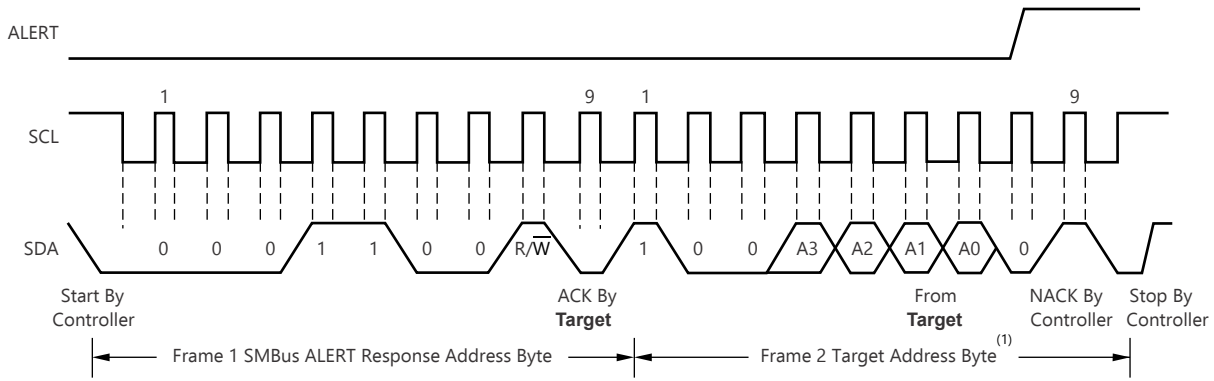 ALERT
1 9 1 9
SCL
SDA 0 0 0 1 1 0 0 R/W̅ 1 0 0 A3 A2 A1 A0 0
Start By Controller
ACK By Target
From Target
NACK By Controller
Stop By Controller
Frame 1 SMBus ALERT Response Address Byte
Frame 2 Target Address Byte(1)